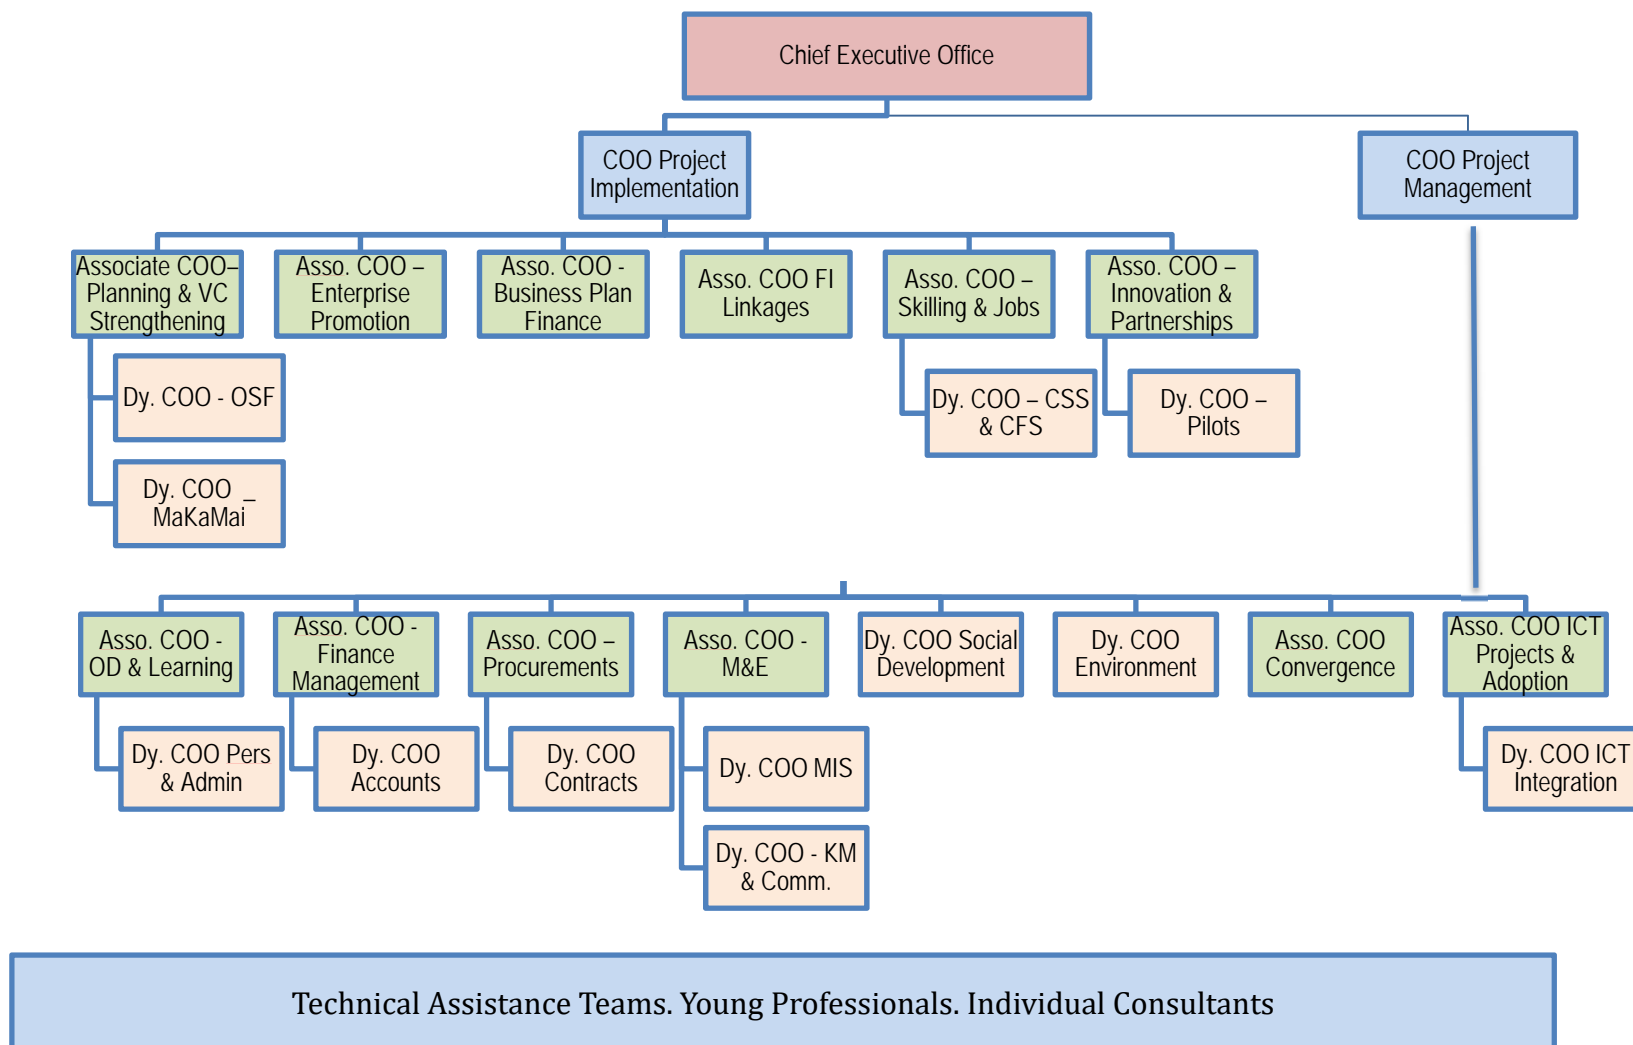 Chief Executive Office
COO Project
Implementation
COO Project
Management
Associate COO–
Planning & VC
Strengthening
Asso. COO –
Enterprise
Promotion
Asso. COO -
Business Plan
Finance
Asso. COO FI
Linkages
Asso. COO –
Skilling & Jobs
Asso. COO –
Innovation &
Partnerships
Dy. COO - OSF
Dy. COO _
MaKaMai
Dy. COO – CSS
& CFS
Dy. COO –
Pilots
Asso. COO -
OD & Learning
Asso. COO -
Finance
Management
Asso. COO –
Procurements
Asso. COO -
M&E
Dy. COO Social
Development
Dy. COO
Environment
Asso. COO
Convergence
Asso. COO ICT
Projects &
Adoption
Dy. COO Pers
& Admin
Dy. COO
Accounts
Dy. COO
Contracts
Dy. COO MIS
Dy. COO - KM
& Comm.
Dy. COO ICT
Integration
Technical Assistance Teams. Young Professionals. Individual Consultants